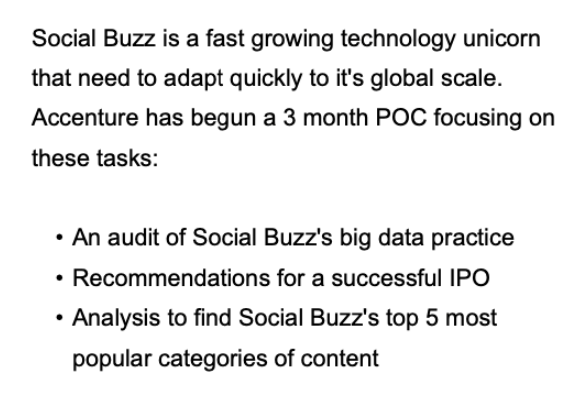 Social Buzz is a fast growing technology unicorn
that need to adapt quickly to it's global scale.
Accenture has begun a 3 month POC focusing on
these tasks:
• An audit of Social Buzz's big data practice
• Recommendations for a successful IPO
• Analysis to find Social Buzz's top 5 most
popular categories of content